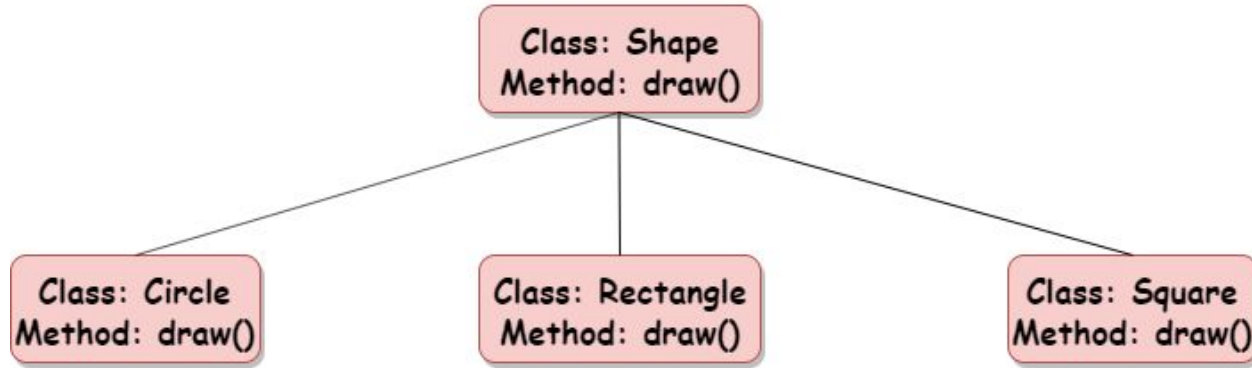 Class: Shape
Method: draw()
Class: Circle
Method: draw()
Class: Rectangle
Method: draw()
Class: Square
Method: draw()